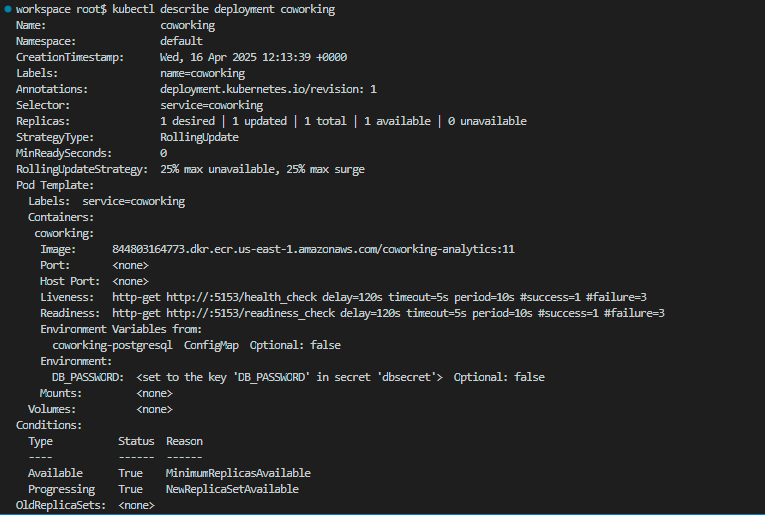 workspace root$ kubectl describe deployment coworking
Name:                   coworking
Namespace:              default
CreationTimestamp:      Wed, 16 Apr 2025 12:13:39 +0000
Labels:                 name=coworking
Annotations:            deployment.kubernetes.io/revision: 1
Selector:               service=coworking
Replicas:               1 desired | 1 updated | 1 total | 1 available | 0 unavailable
StrategyType:           RollingUpdate
MinReadySeconds:        0
RollingUpdateStrategy:  25% max unavailable, 25% max surge
Pod Template:
  Labels:  service=coworking
  Containers:
   coworking:
    Image:      844803164773.dkr.ecr.us-east-1.amazonaws.com/coworking-analytics:11
    Port:       <none>
    Host Port:  <none>
    Liveness:   http-get http://:5153/health_check delay=120s timeout=5s period=10s #success=1 #failure=3
    Readiness:  http-get http://:5153/readiness_check delay=120s timeout=5s period=10s #success=1 #failure=3
    Environment Variables from:
      coworking-postgresql  ConfigMap  Optional: false
    Environment:
      DB_PASSWORD:  <set to the key 'DB_PASSWORD' in secret 'dbsecret'>  Optional: false
    Mounts:         <none>
  Volumes:          <none>
Conditions:
  Type           Status  Reason
  ----           ------  ------
  Available      True    MinimumReplicasAvailable
  Progressing    True    NewReplicaSetAvailable
OldReplicaSets:  <none>